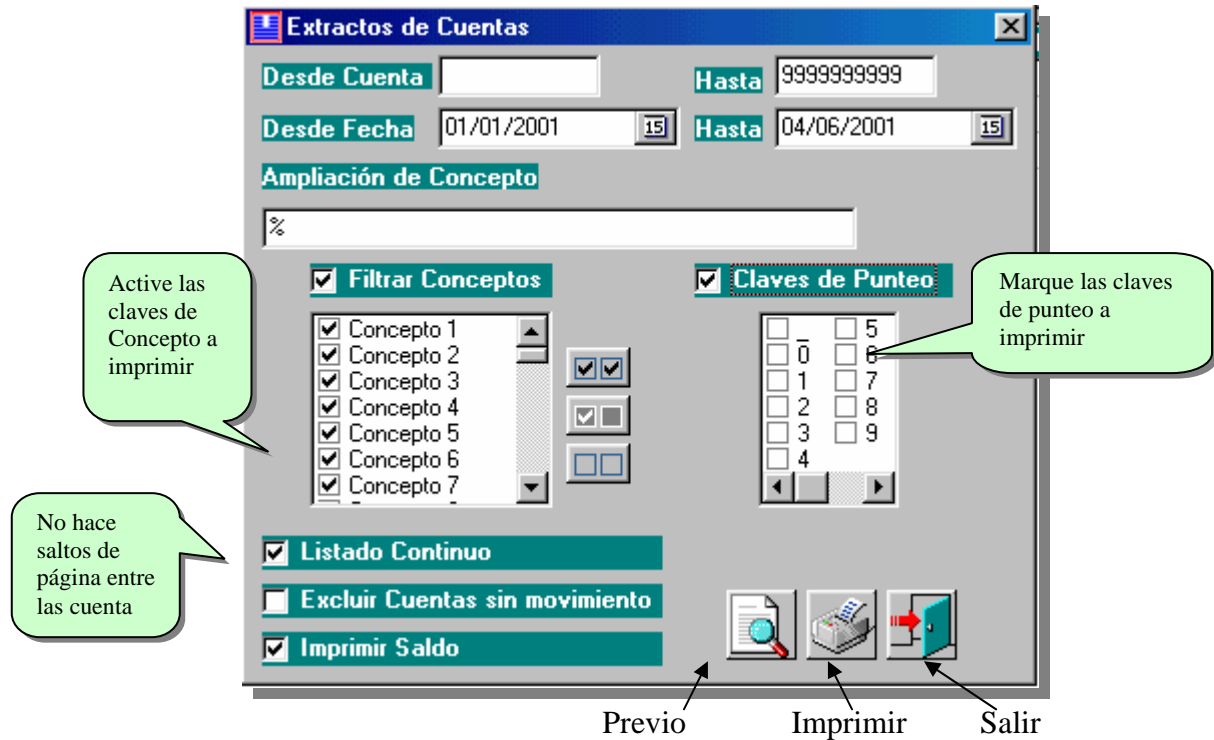 Extractos de Cuentas
Desde Cuenta
Hasta 9999999999
Desde Fecha 01/01/2001 15 Hasta 04/06/2001 15
Ampliación de Concepto
%
Active las
claves de
Concepto a
imprimir
Filtrar Conceptos
Concepto 1
Concepto 2
Concepto 3
Concepto 4
Concepto 5
Concepto 6
Concepto 7
Claves de Punteo
_
0
1
2
3
4
5
6
7
8
9
Marque las claves
de punteo a
imprimir
No hace
saltos de
página entre
las cuenta
Listado Continuo
Excluir Cuentas sin movimiento
Imprimir Saldo
Previo Imprimir Salir